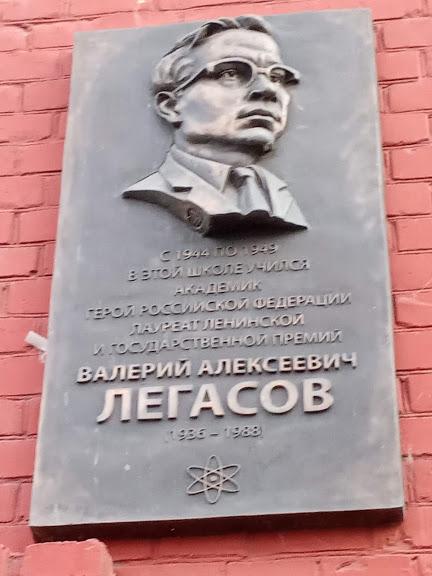 С 1944 ПО 1949
В ЭТОЙ ШКОЛЕ УЧИЛСЯ
АКАДЕМИК
ГЕРОЙ РОССИЙСКОЙ ФЕДЕРАЦИИ
ЛАУРЕАТ ЛЕНИНСКОЙ
И ГОСУДАРСТВЕННОЙ ПРЕМИЙ
ВАЛЕРИЙ АЛЕКСЕЕВИЧ
ЛЕГАСОВ
(1936 – 1988)